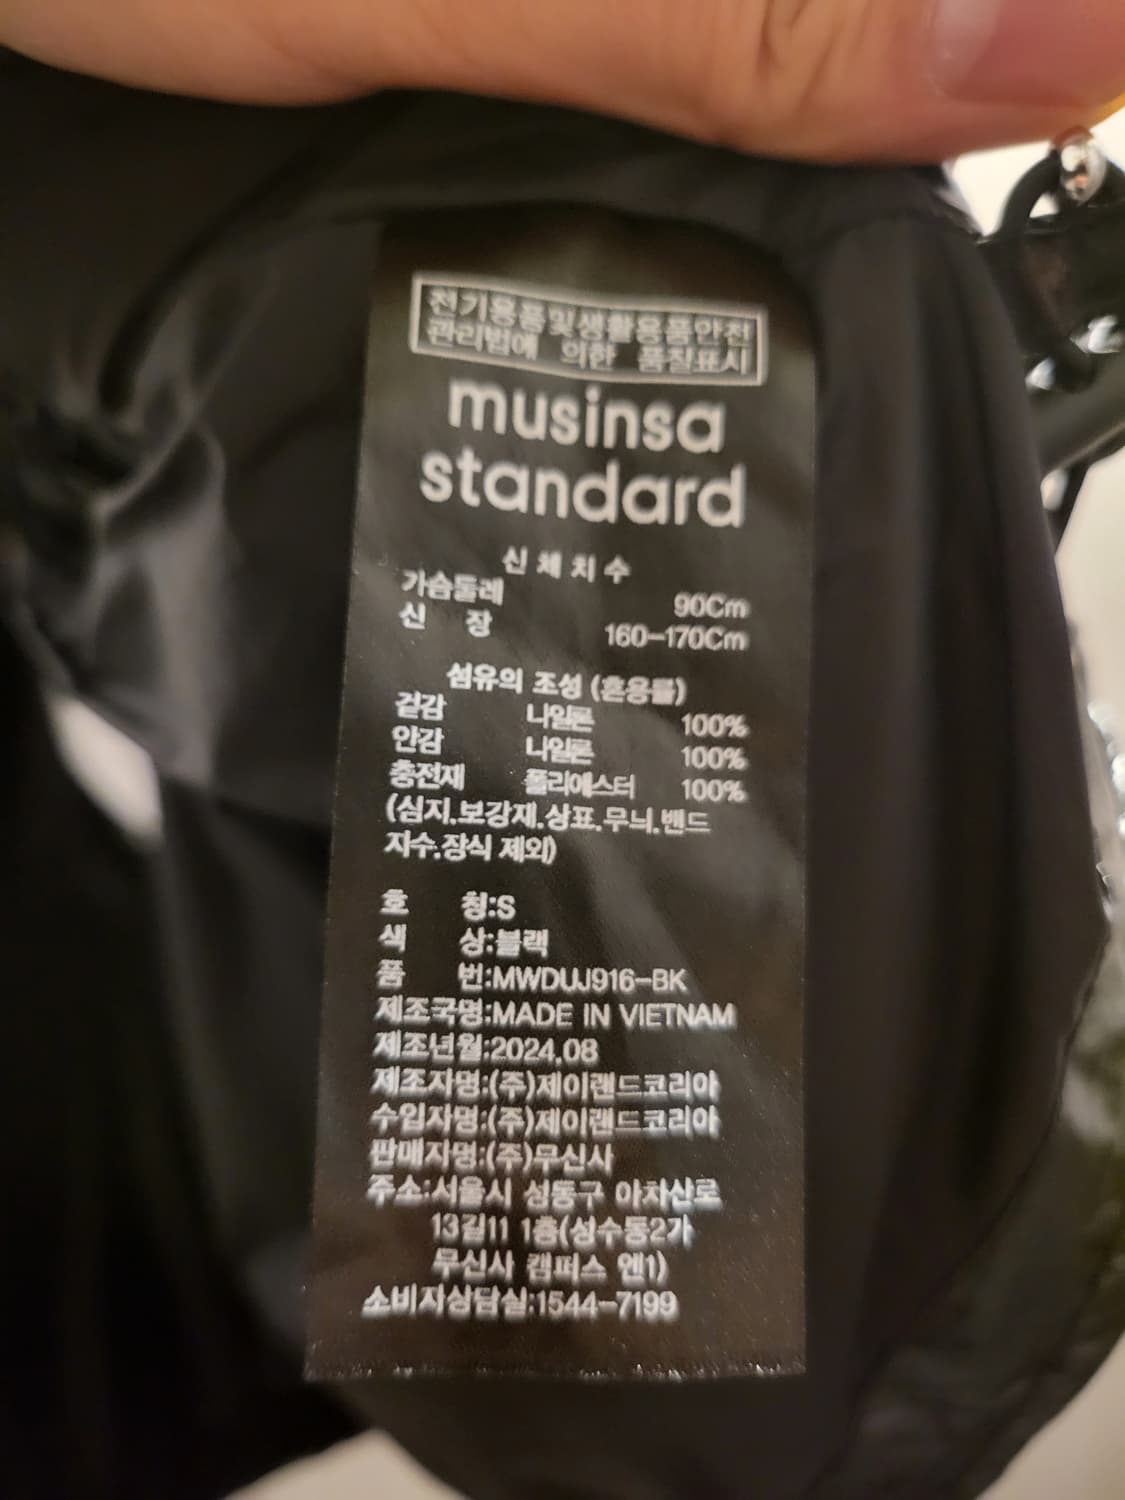 전기용품및생활용품안전
관리법에 의한 품질표시
musinsa
standard
신체치수
가슴둘레 90Cm
신 장 160-170Cm
섬유의 조성 (혼용률)
겉감 나일론 100%
안감 나일론 100%
충전재 폴리에스터 100%
(심지.보강재.상표.무늬.밴드
자수.장식 제외)
호 칭:S
색 상:블랙
품 번:MWDUJ916-BK
제조국명:MADE IN VIETNAM
제조년월:2024.08
제조자명:(주)제이랜드코리아
수입자명:(주)제이랜드코리아
판매자명:(주)무신사
주소:서울시 성동구 아차산로
13길11 1층(성수동2가
무신사 캠퍼스 엔1)
소비자상담실:1544-7199